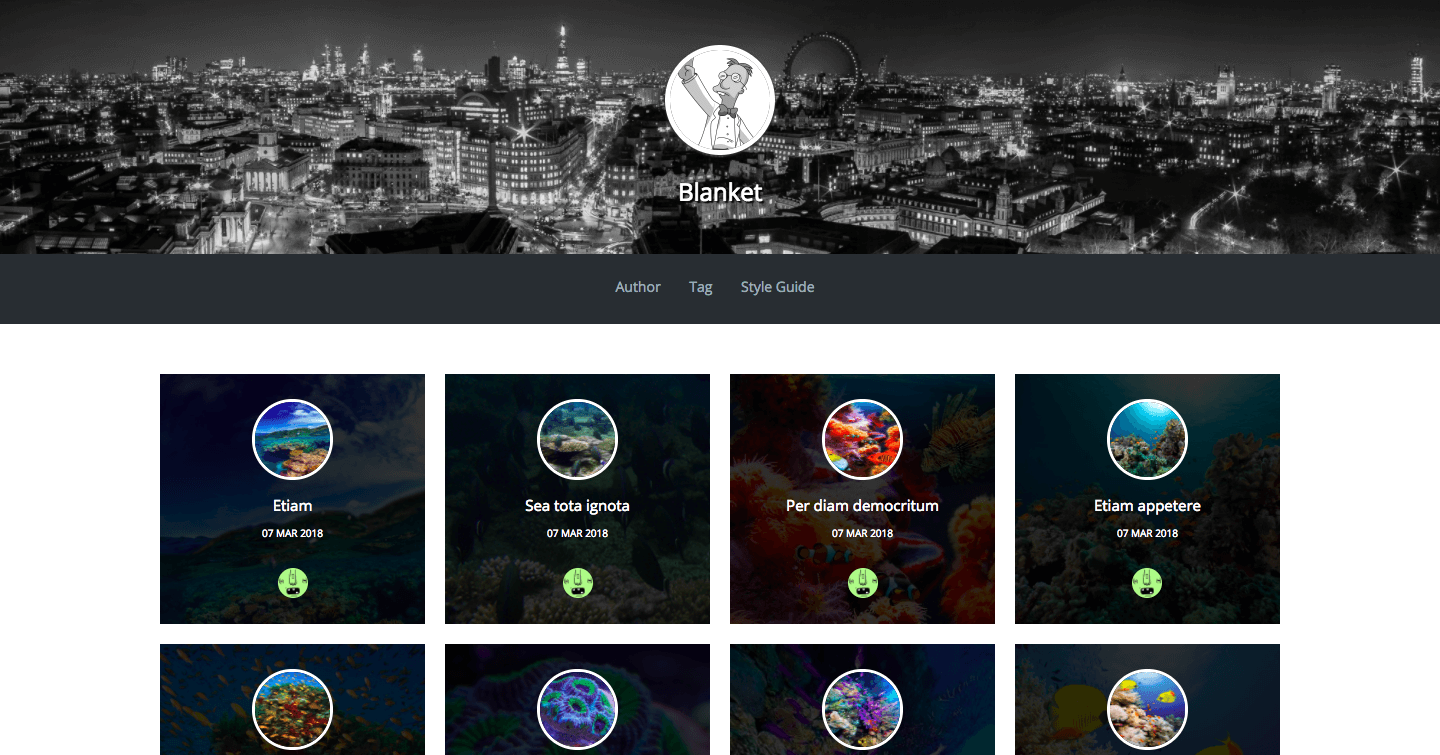 Blanket
Author Tag Style Guide
Etiam
07 MAR 2018
Sea tota ignota
07 MAR 2018
Per diam democritum
07 MAR 2018
Etiam appetere
07 MAR 2018